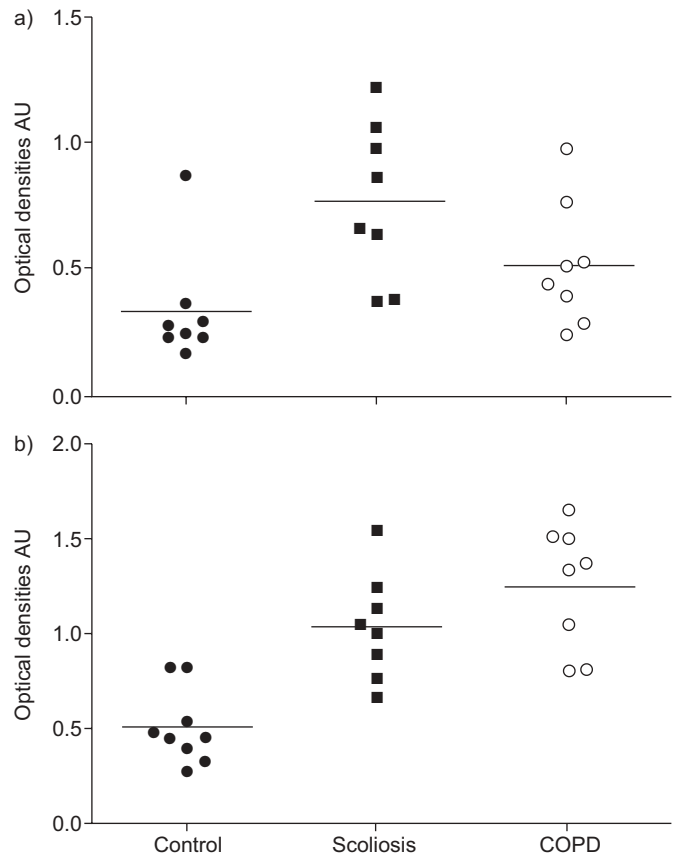 a)
1.5
1.0
0.5
0.0
Optical densities AU
b)
2.0
1.5
1.0
0.5
0.0
Optical densities AU
Control Scoliosis COPD